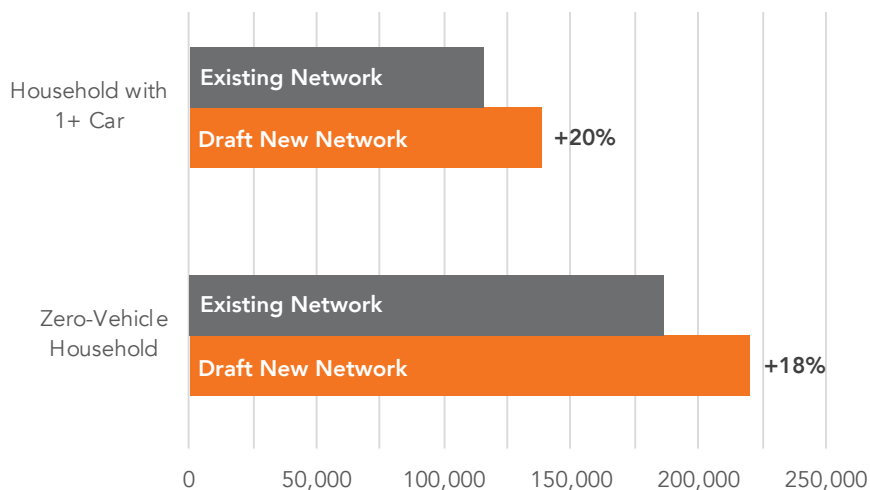 Household with
1+ Car
Existing Network
Draft New Network
+20%
Zero-Vehicle
Household
Existing Network
Draft New Network
+18%
0
50,000
100,000
150,000
200,000
250,000